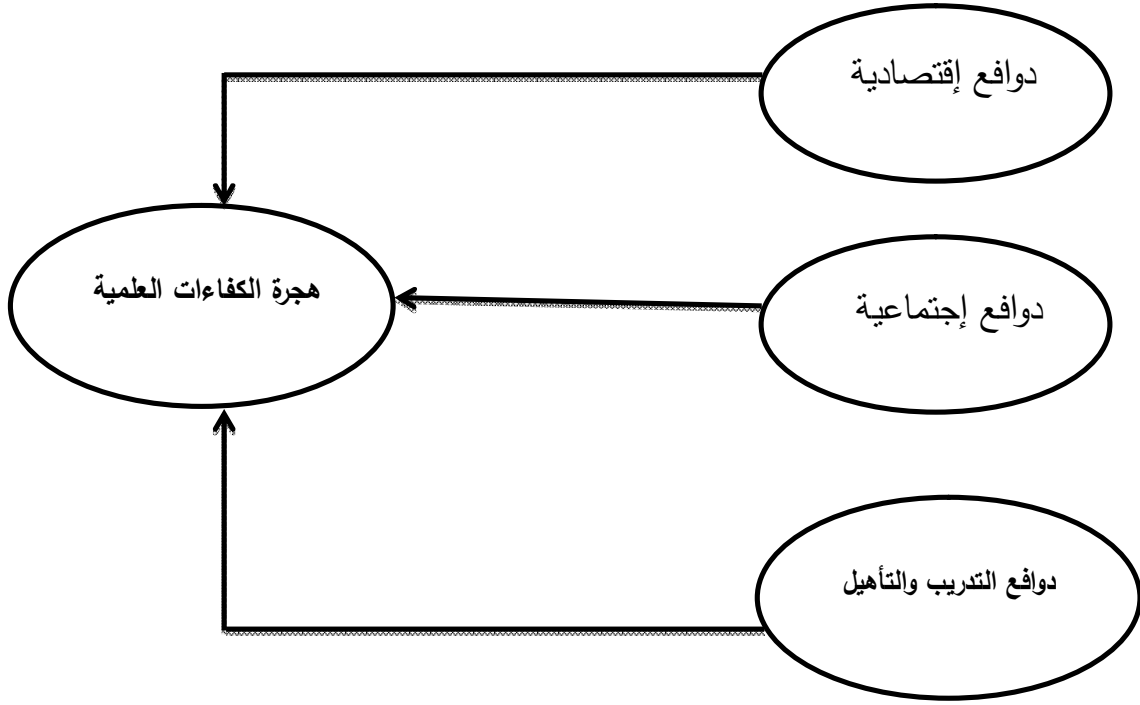 دوافع إقتصادية
هجرة الكفاءات العلمية
دوافع إجتماعية
دوافع التدريب والتأهيل